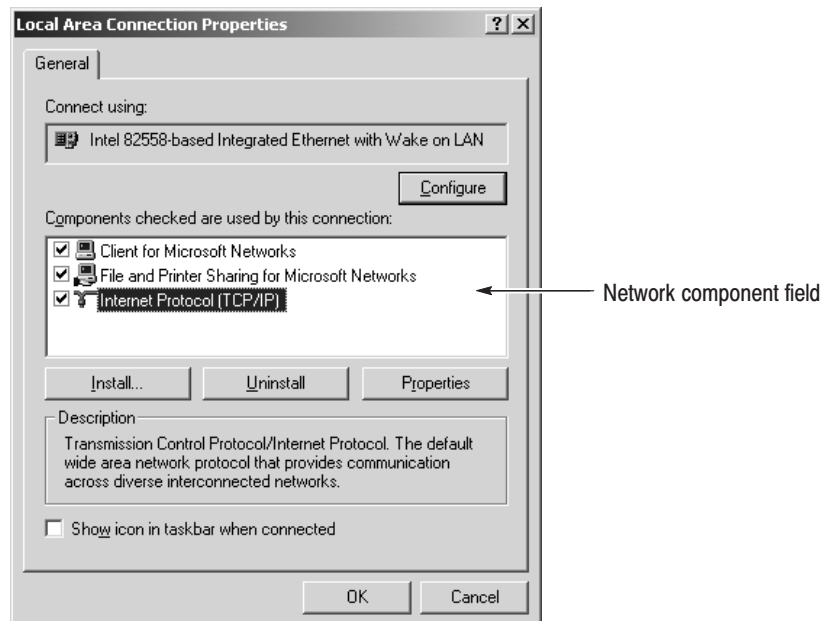 Local Area Connection Properties
General
Connect using:
Intel 82558-based Integrated Ethernet with Wake on LAN
Configure
Components checked are used by this connection:
Client for Microsoft Networks
File and Printer Sharing for Microsoft Networks
Internet Protocol (TCP/IP)
Network component field
Install...
Uninstall
Properties
Description
Transmission Control Protocol/Internet Protocol. The default
wide area network protocol that provides communication
across diverse interconnected networks.
Show icon in taskbar when connected
OK
Cancel